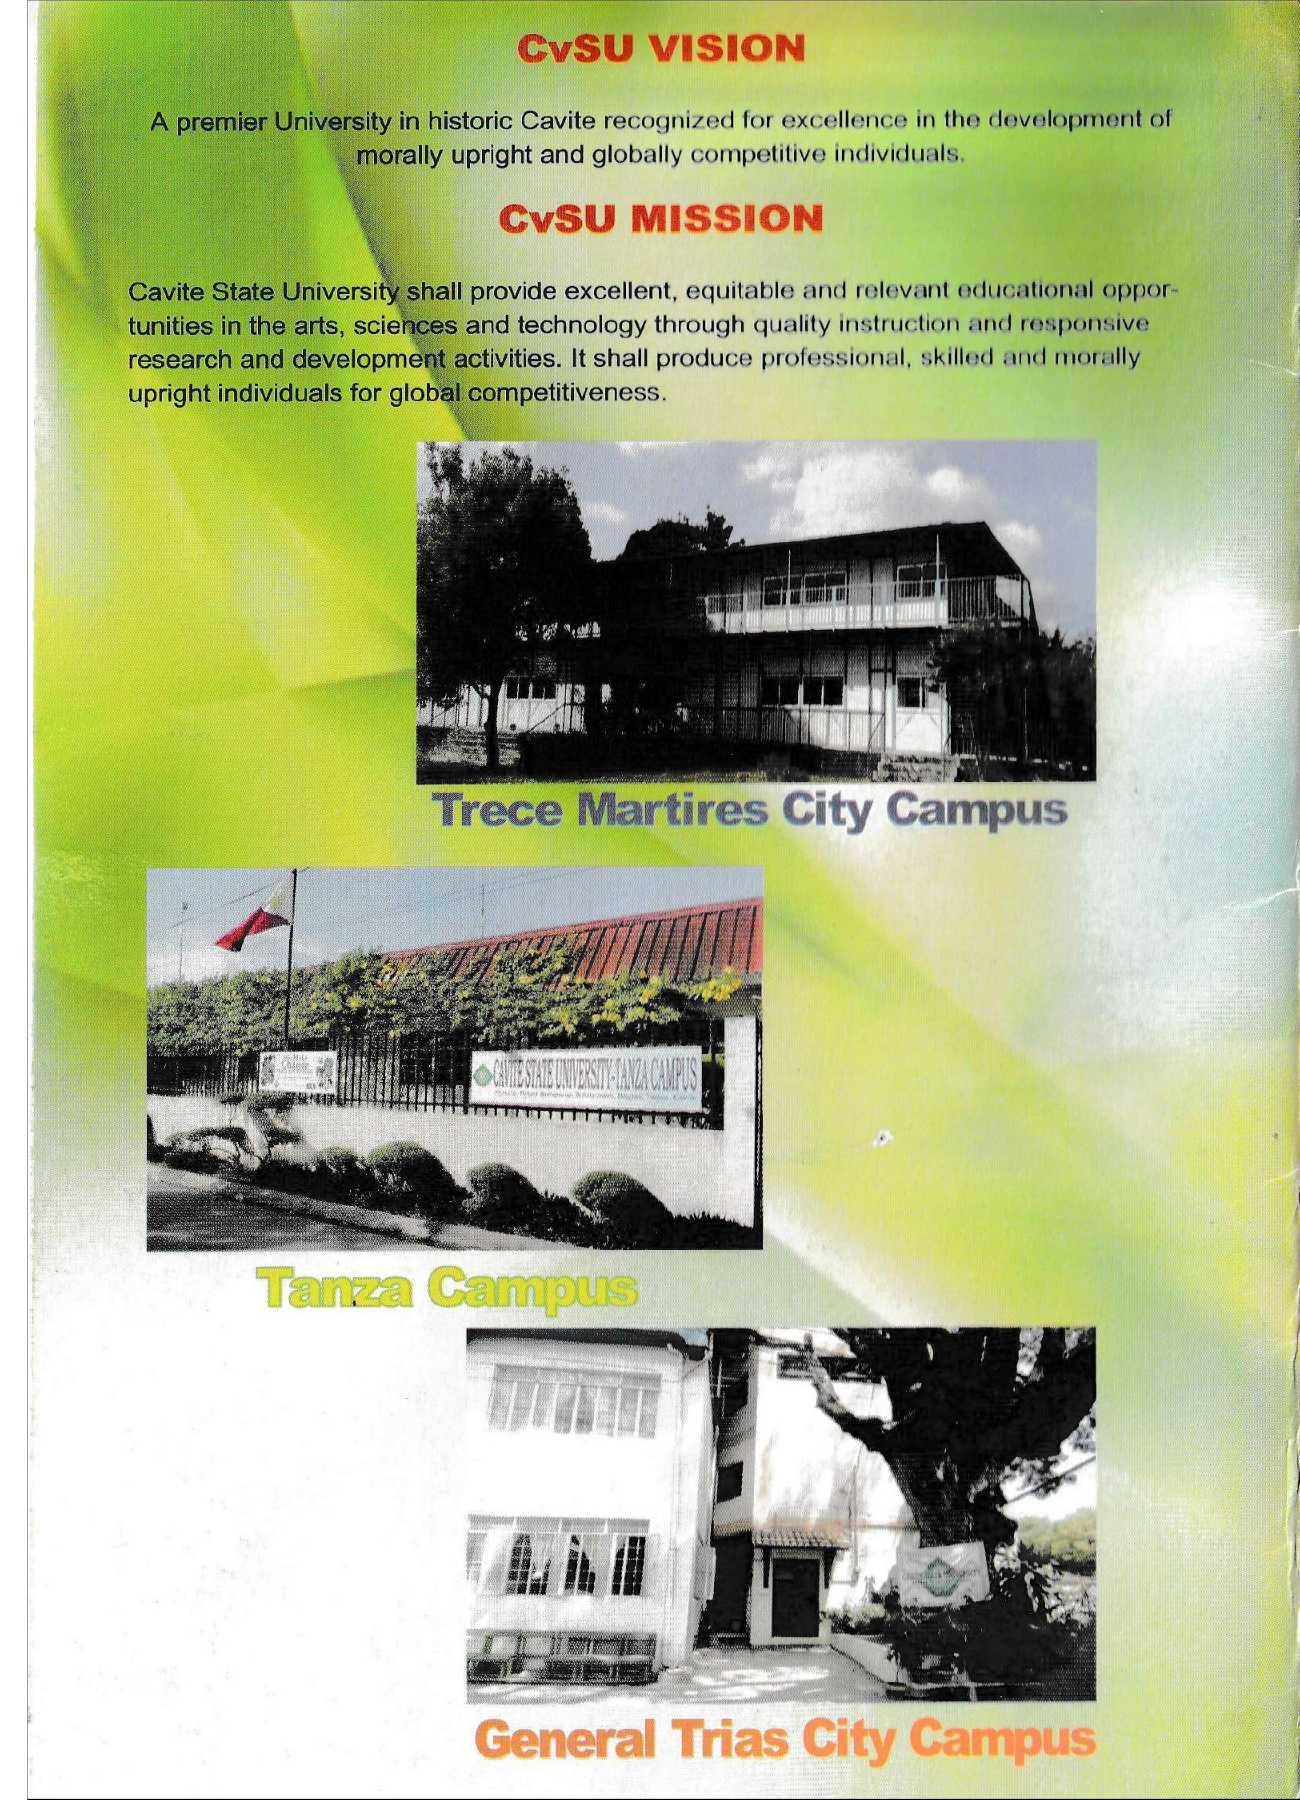 CvSU VISION
A premier University in historic Cavite recognized for excellence in the development of
morally upright and globally competitive individuals.
CvSU MISSION
Cavite State University shall provide excellent, equitable and relevant educational oppor-
tunities in the arts, sciences and technology through quality instruction and responsive
research and development activities. It shall produce professional, skilled and morally
upright individuals for global competitiveness.
Trece Martires City Campus
CAVITE STATE UNIVERSITY-TANZA CAMPUS
Tanza Campus
General Trias City Campus